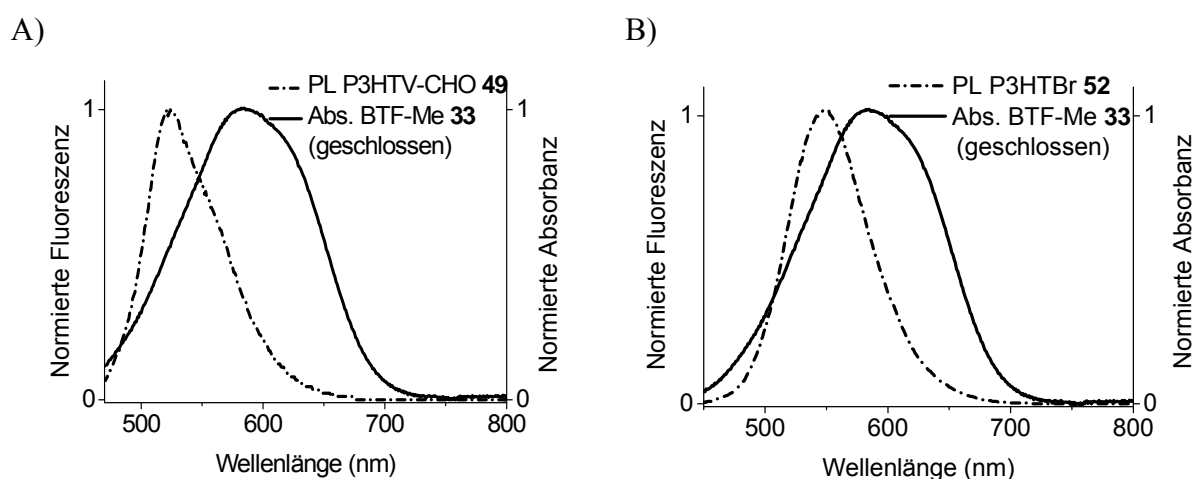 A)
PL P3HTV-CHO 49
Abs. BTF-Me 33
(geschlossen)
Normierte Fluoreszenz
Normierte Absorbanz
1
1
0
0
500
600
700
800
Wellenlänge (nm)
B)
PL P3HTBr 52
Abs. BTF-Me 33
(geschlossen)
Normierte Fluoreszenz
Normierte Absorbanz
1
1
0
0
500
600
700
800
Wellenlänge (nm)